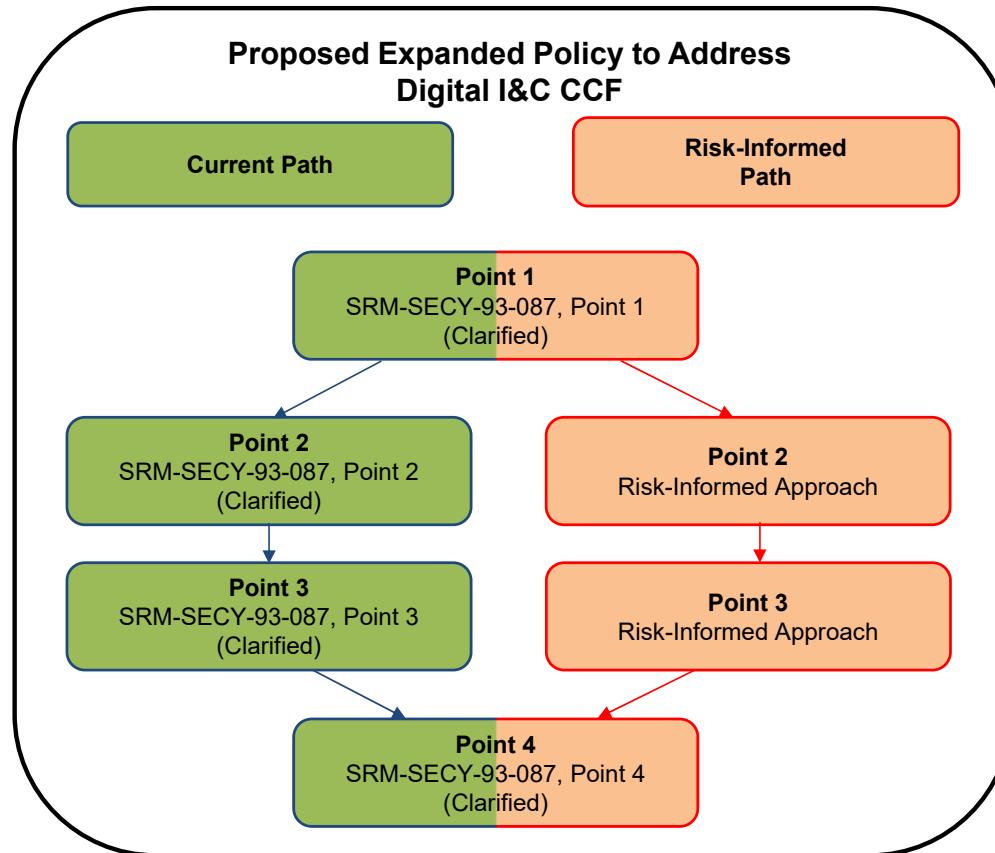 Proposed Expanded Policy to Address
Digital I&C CCF
Current Path
Risk-Informed
Path
Point 1
SRM-SECY-93-087, Point 1
(Clarified)
Point 2
SRM-SECY-93-087, Point 2
(Clarified)
Point 2
Risk-Informed Approach
Point 3
SRM-SECY-93-087, Point 3
(Clarified)
Point 3
Risk-Informed Approach
Point 4
SRM-SECY-93-087, Point 4
(Clarified)